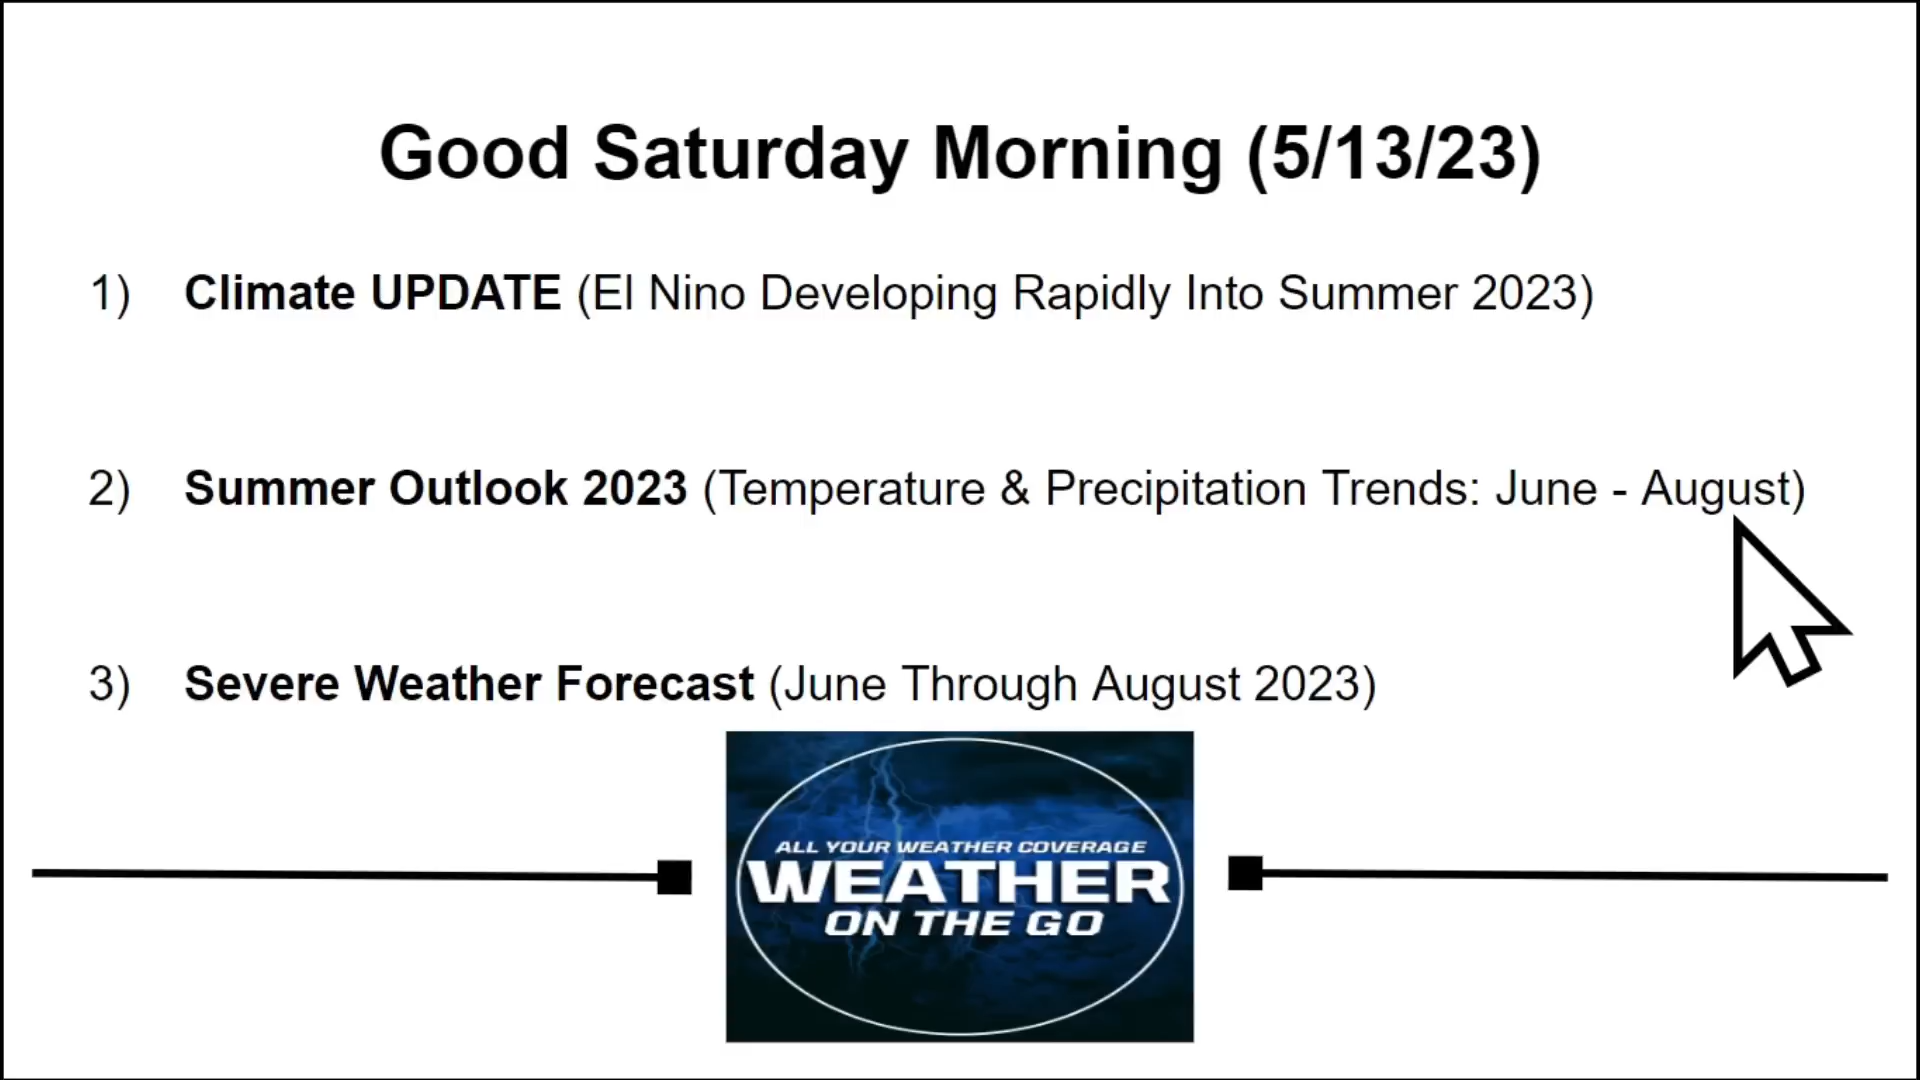 Good Saturday Morning (5/13/23)
1) Climate UPDATE (El Nino Developing Rapidly Into Summer 2023)
2) Summer Outlook 2023 (Temperature & Precipitation Trends: June - August)
3) Severe Weather Forecast (June Through August 2023)
ALL YOUR WEATHER COVERAGE
WEATHER
ON THE GO